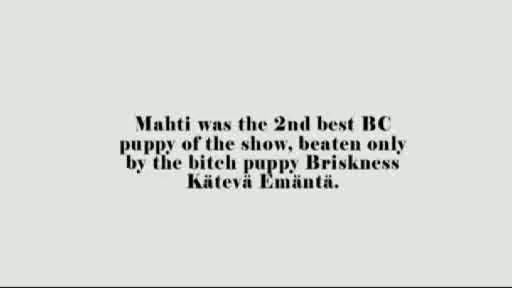 Mahti was the 2nd best BC
puppy of the show, beaten only
by the bitch puppy Briskness
Kätevä Emäntä.